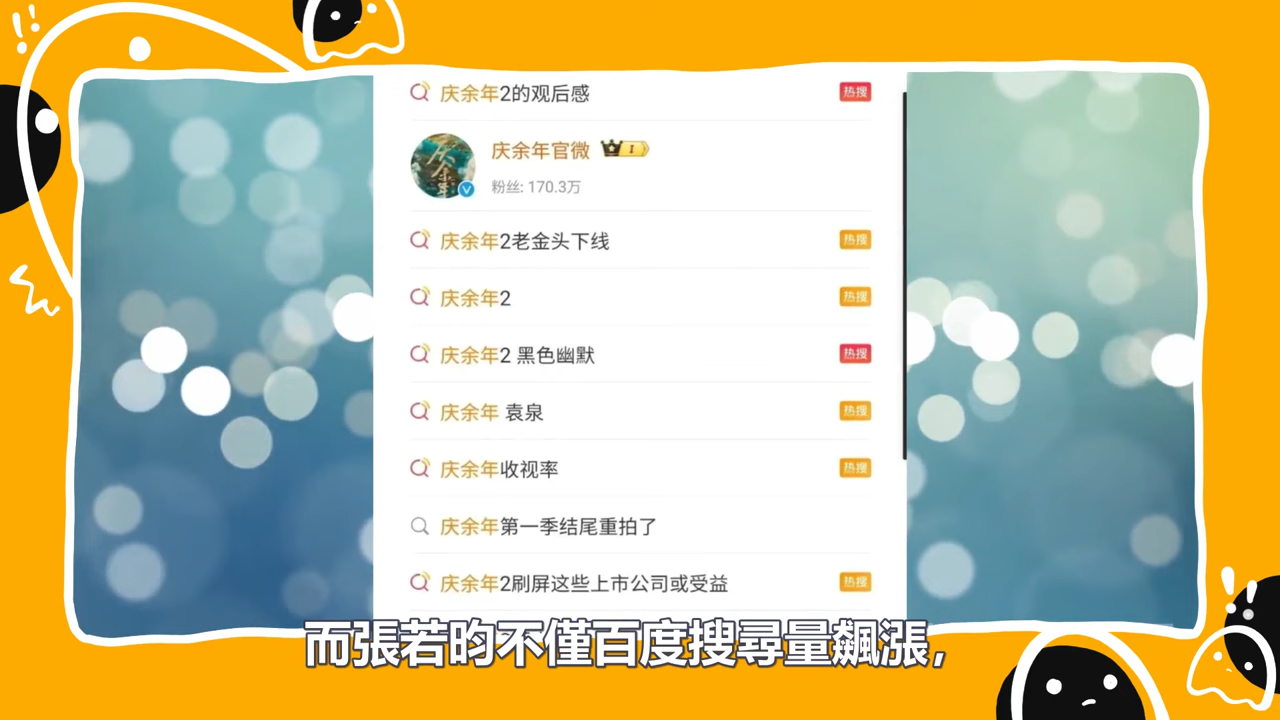 庆余年2的观后感 热搜
庆余年官微 I
粉丝: 170.3万
庆余年2老金头下线 热搜
庆余年2 热搜
庆余年2 黑色幽默 热搜
庆余年 袁泉 热搜
庆余年收视率 热搜
庆余年第一季结尾重拍了
庆余年2刷屏这些上市公司或受益 热搜
而張若昀不僅百度搜尋量飆漲,